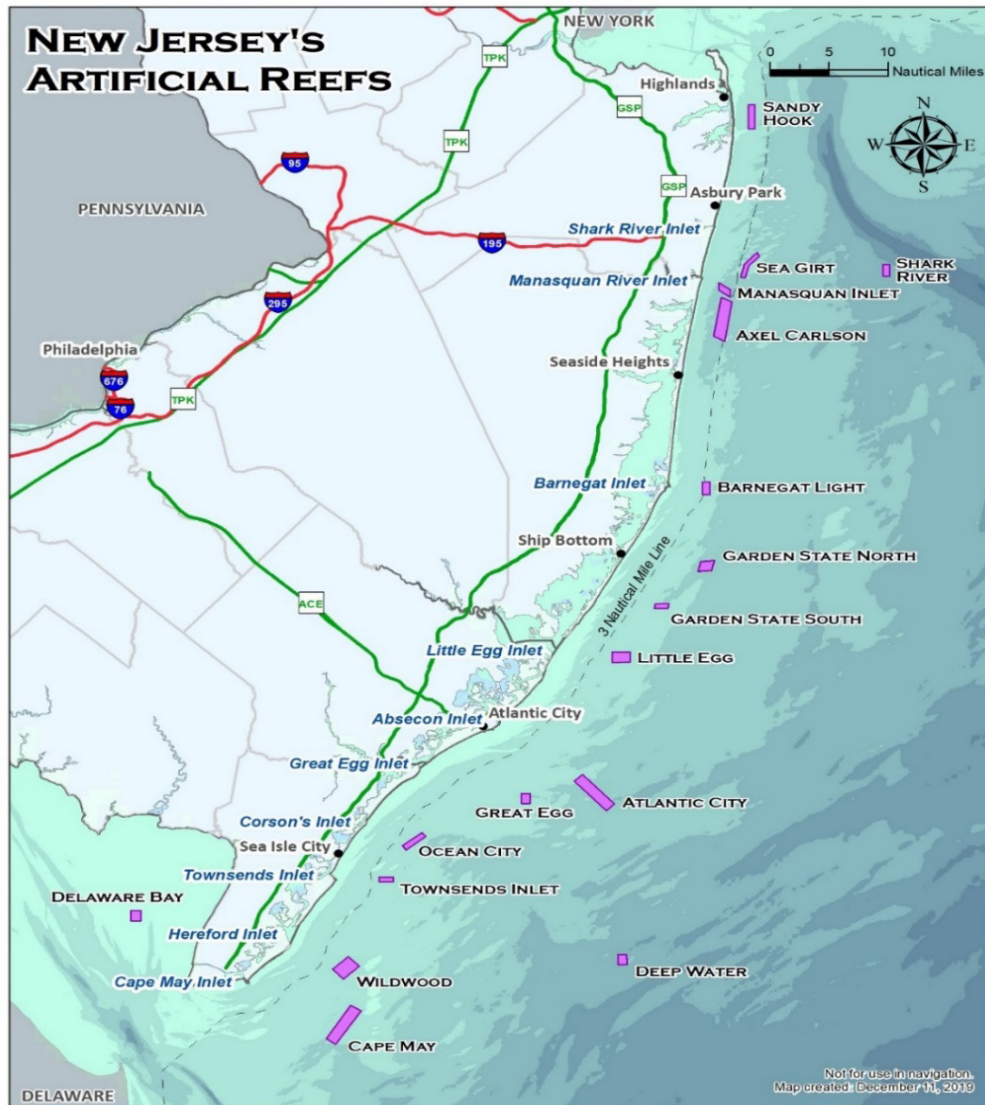 NEW JERSEY'S
ARTIFICIAL REEFS
NEW YORK
0 5 10
Nautical Miles
TPK
Highlands
GSP
SANDY
HOOK
N
W E
S
TPK
95
GSP
PENNSYLVANIA
Asbury Park
Shark River Inlet
195
SEA GIRT
SHARK
RIVER
Manasquan River Inlet
MANASQUAN INLET
295
AXEL CARLSON
Philadelphia
Seaside Heights
676
TPK
76
Barnegat Inlet
BARNEGAT LIGHT
Ship Bottom
3 Nautical Mile Line
GARDEN STATE NORTH
ACE
GARDEN STATE SOUTH
Little Egg Inlet
LITTLE EGG
Absecon Inlet
Atlantic City
Great Egg Inlet
ATLANTIC CITY
GREAT EGG
Corson's Inlet
Sea Isle City
OCEAN CITY
Townsends Inlet
TOWNSENDS INLET
DELAWARE BAY
Hereford Inlet
DEEP WATER
Cape May Inlet
WILDWOOD
CAPE MAY
Not for use in navigation.
Map created: December 11, 2019
DELAWARE